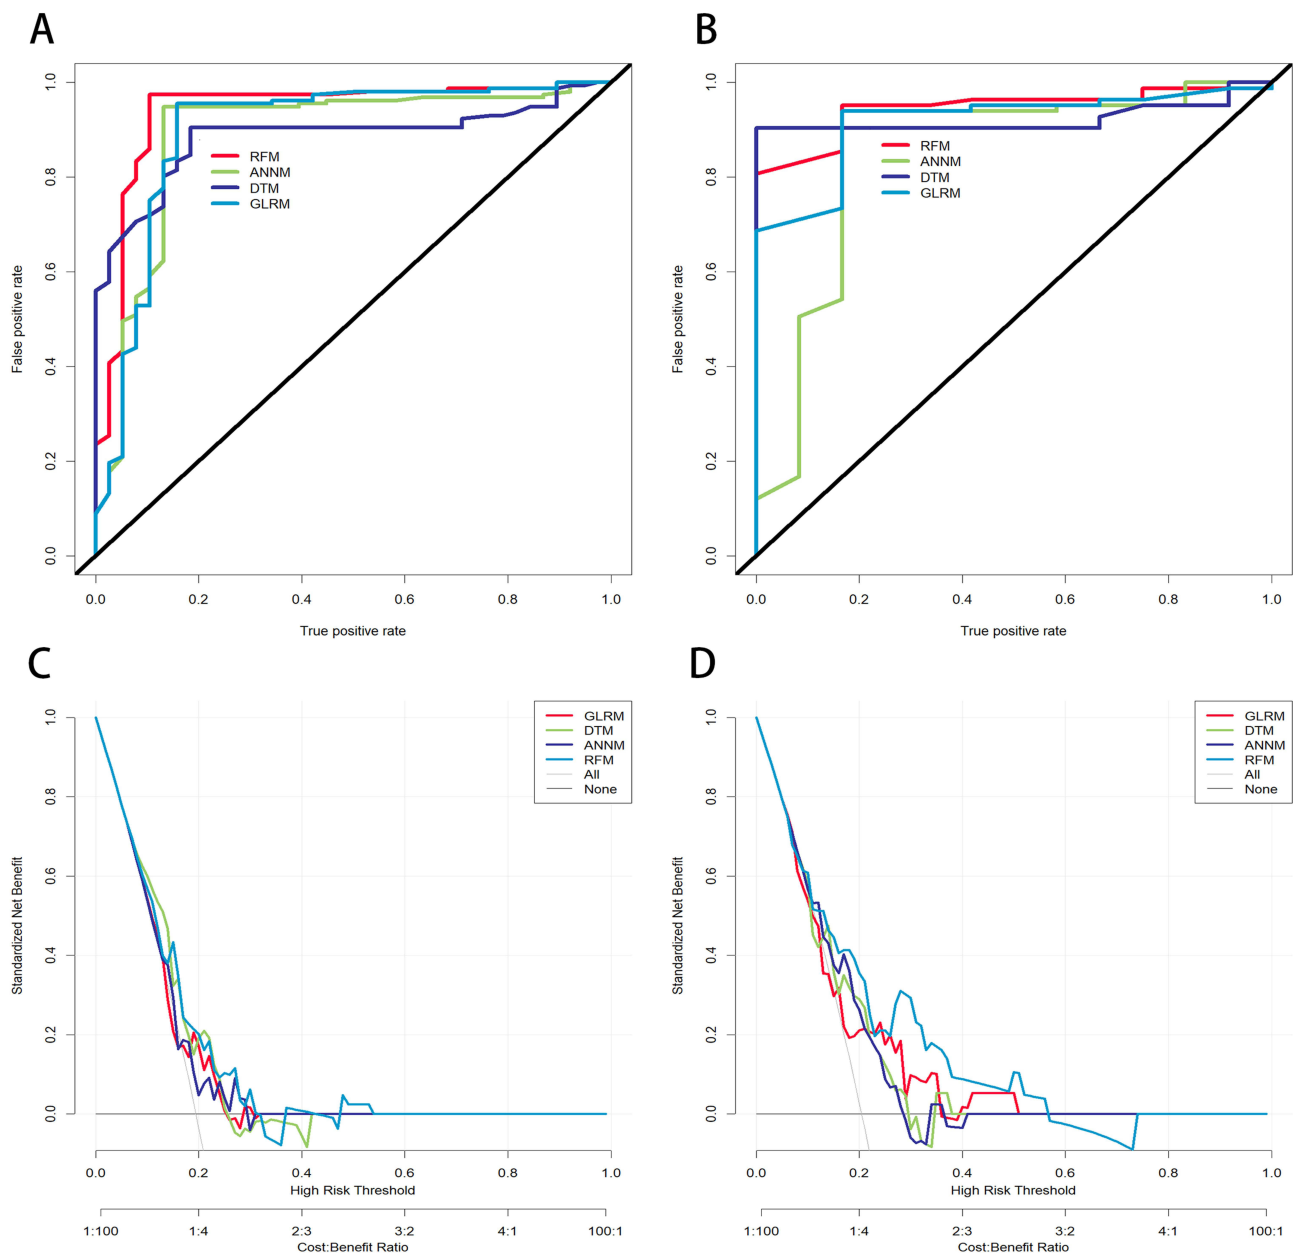 A
1.0
0.8
0.6
0.4
0.2
0.0
False positive rate
RFM
ANNM
DTM
GLRM
0.0 0.2 0.4 0.6 0.8 1.0
True positive rate
B
1.0
0.8
0.6
0.4
0.2
0.0
False positive rate
RFM
ANNM
DTM
GLRM
0.0 0.2 0.4 0.6 0.8 1.0
True positive rate
C
1.0
0.8
0.6
0.4
0.2
0.0
Standardized Net Benefit
GLRM
DTM
ANNM
RFM
All
None
0.0 0.2 0.4 0.6 0.8 1.0
High Risk Threshold
1:100 1:4 2:3 3:2 4:1 100:1
Cost:Benefit Ratio
D
1.0
0.8
0.6
0.4
0.2
0.0
Standardized Net Benefit
GLRM
DTM
ANNM
RFM
All
None
0.0 0.2 0.4 0.6 0.8 1.0
High Risk Threshold
1:100 1:4 2:3 3:2 4:1 100:1
Cost:Benefit Ratio